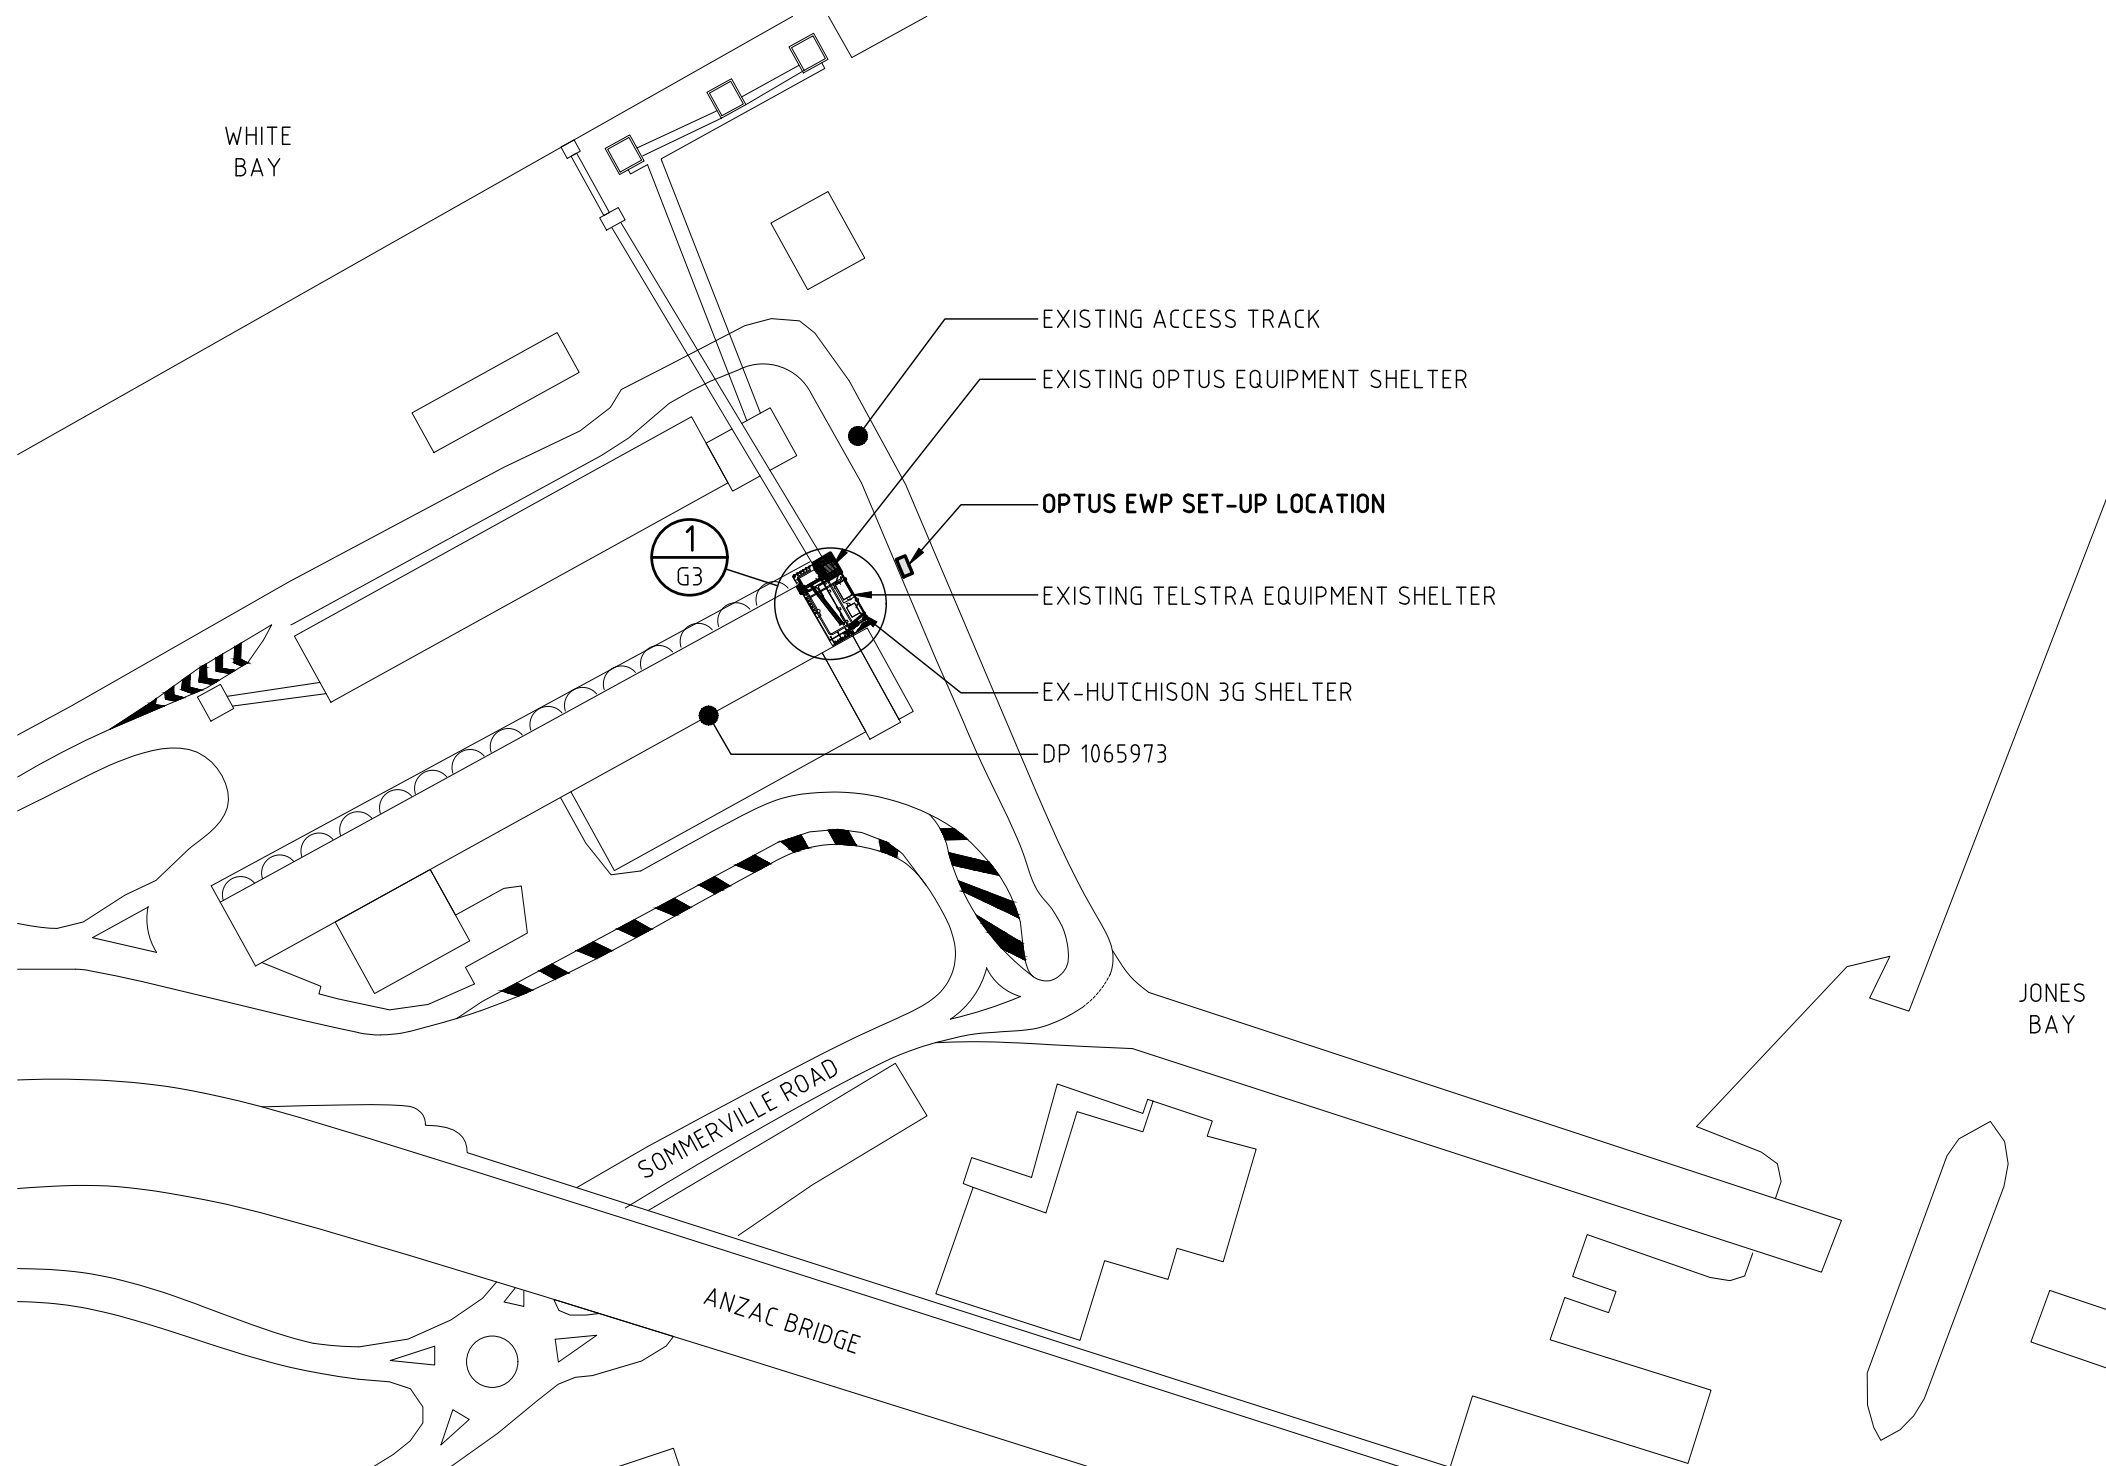 WHITE
BAY
EXISTING ACCESS TRACK
EXISTING OPTUS EQUIPMENT SHELTER
OPTUS EWP SET-UP LOCATION
1
G3
EXISTING TELSTRA EQUIPMENT SHELTER
EX-HUTCHISON 3G SHELTER
DP 1065973
JONES
BAY
SOMMERVILLE ROAD
ANZAC BRIDGE